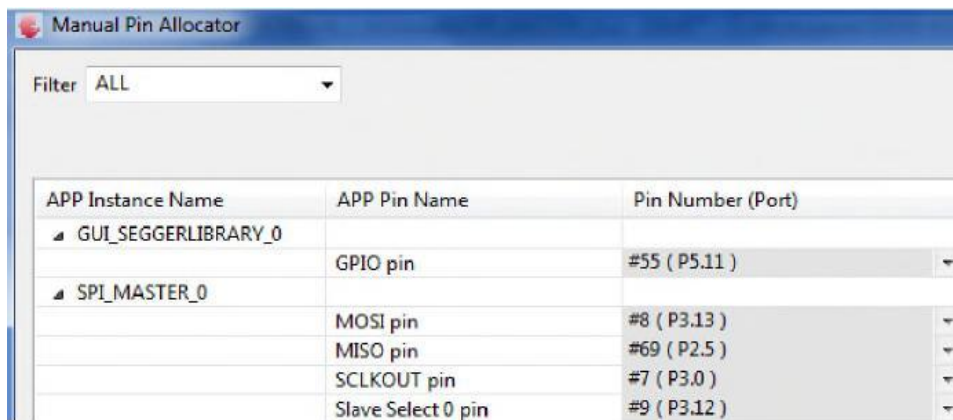 Manual Pin Allocator
Filter ALL
APP Instance Name APP Pin Name Pin Number (Port)
GUI_SEGGERLIBRARY_0
GPIO pin #55 ( P5.11 )
SPI_MASTER_0
MOSI pin #8 ( P3.13 )
MISO pin #69 ( P2.5 )
SCLKOUT pin #7 ( P3.0 )
Slave Select 0 pin #9 ( P3.12 )